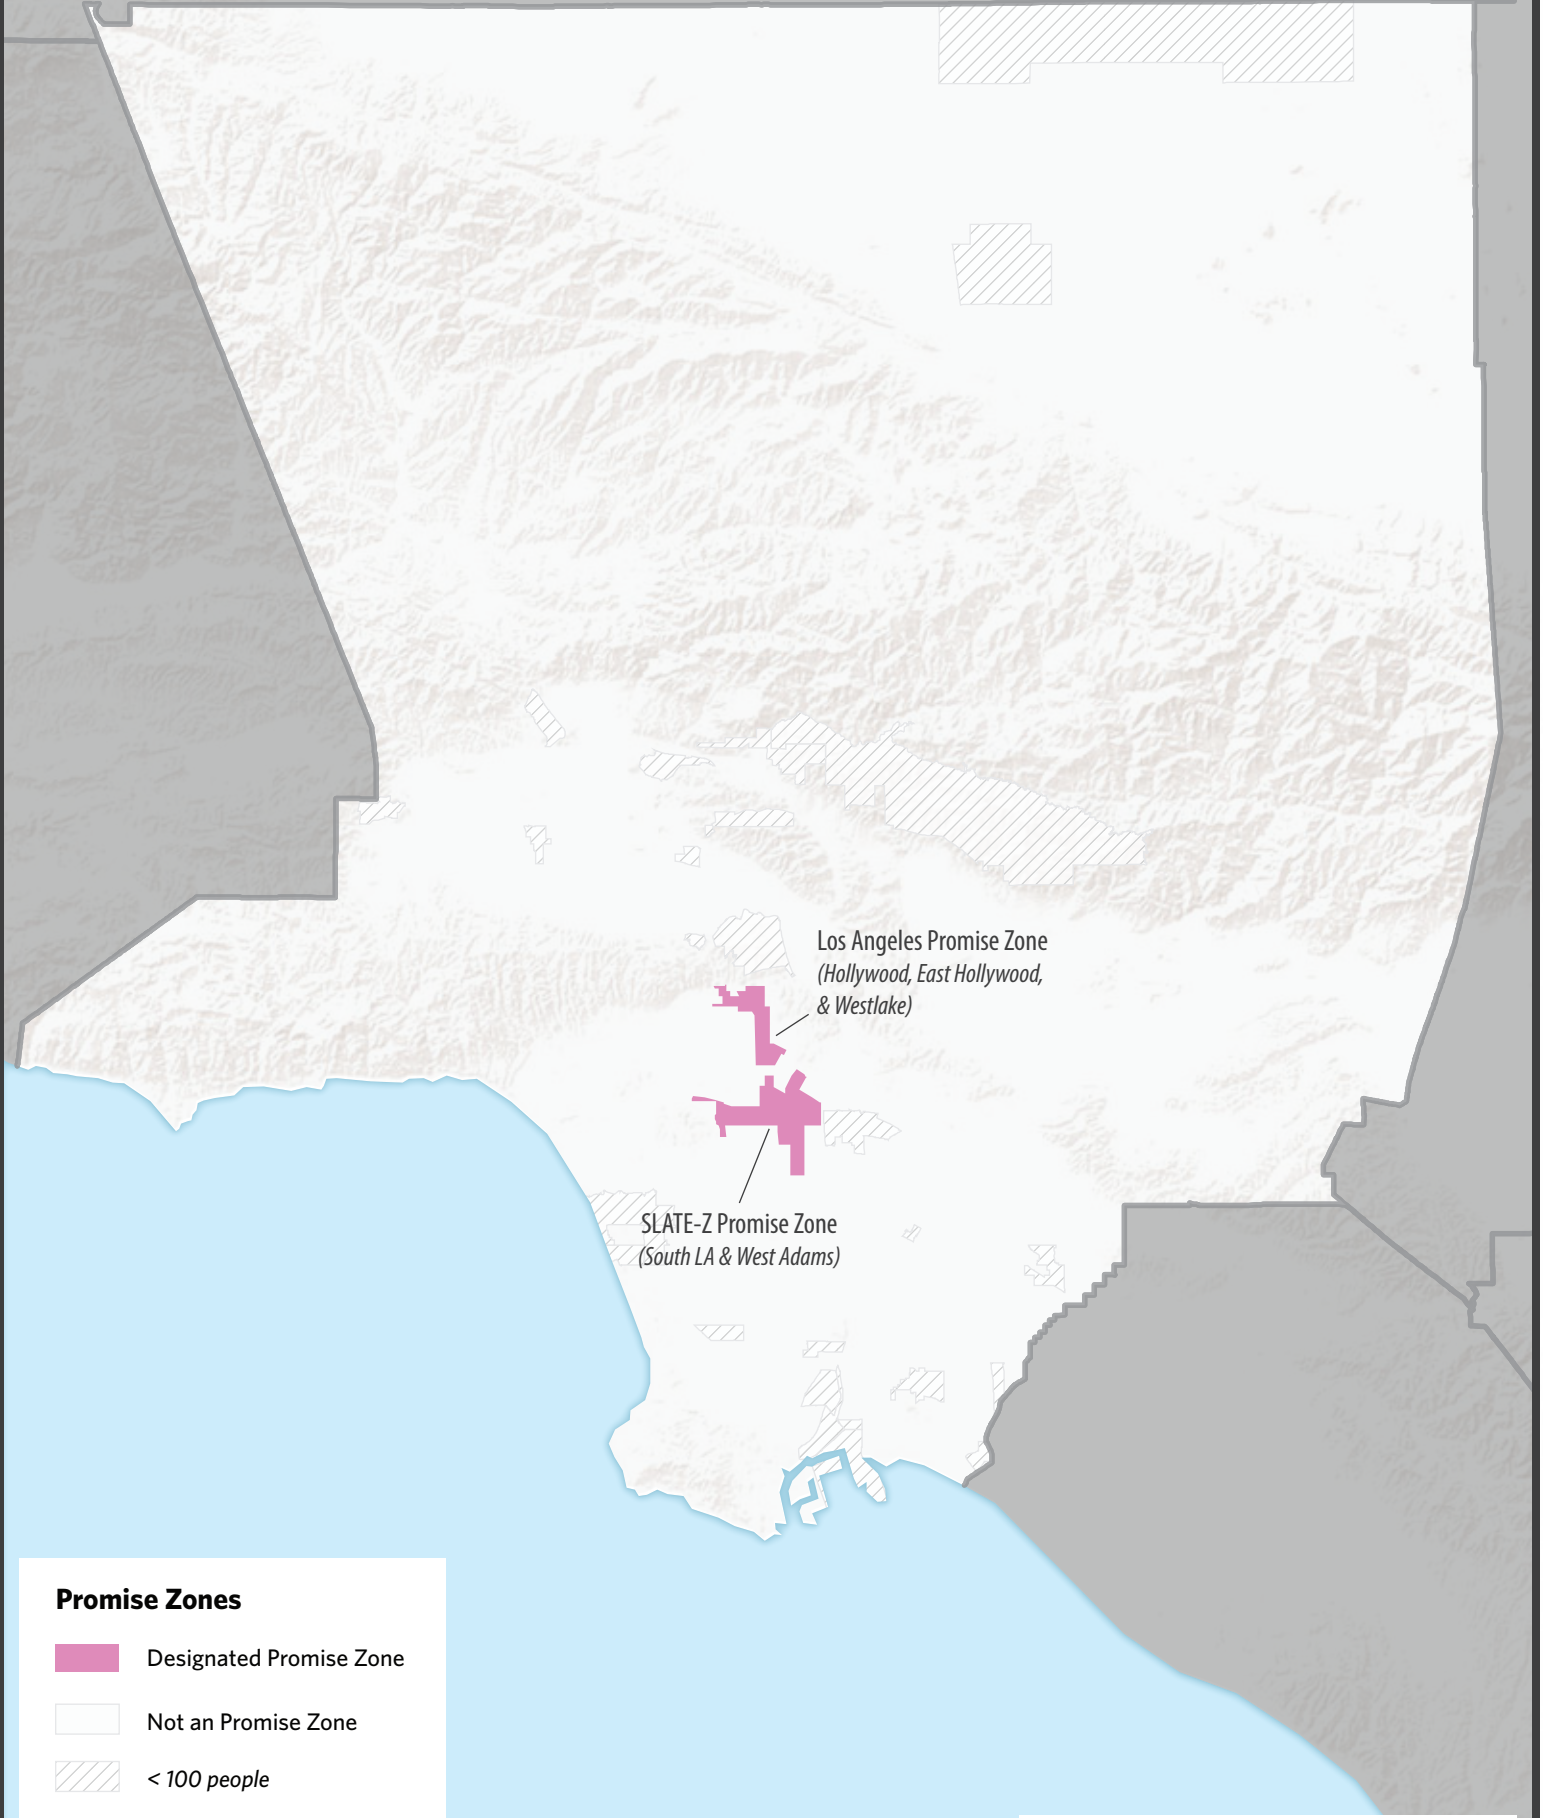 Los Angeles Promise Zone
(Hollywood, East Hollywood,
& Westlake)
SLATE-Z Promise Zone
(South LA & West Adams)
Promise Zones
Designated Promise Zone
Not an Promise Zone
< 100 people